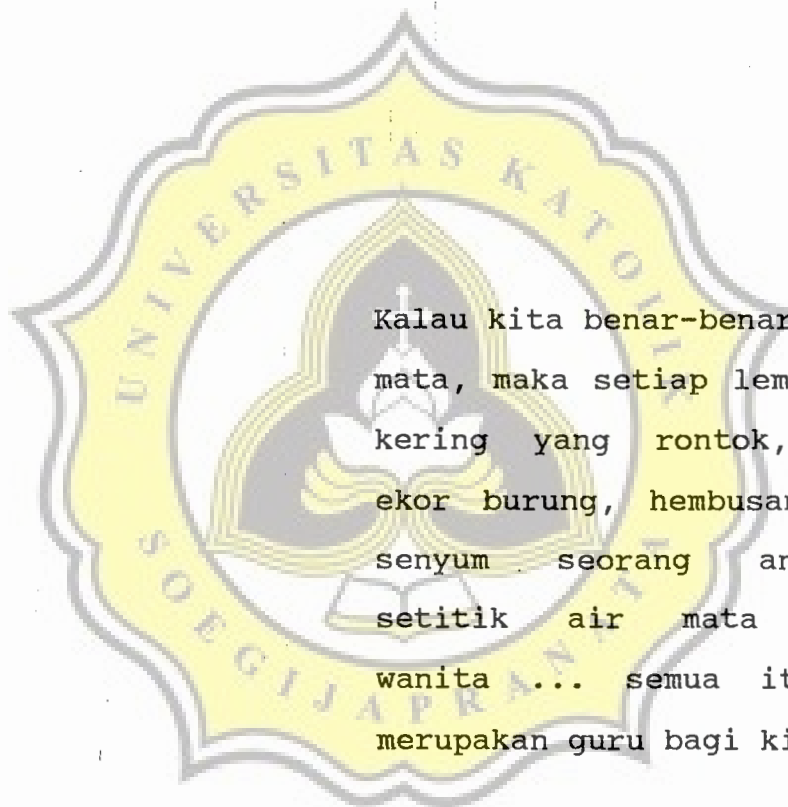 UNIVERSITAS KATOLIK
SOEGIJAPRANATA
Kalau kita benar-benar
mata, maka setiap lem
kering yang rontok,
ekor burung, hembusan
senyum seorang an
setitik air mata
wanita ... semua it
merupakan guru bagi ki